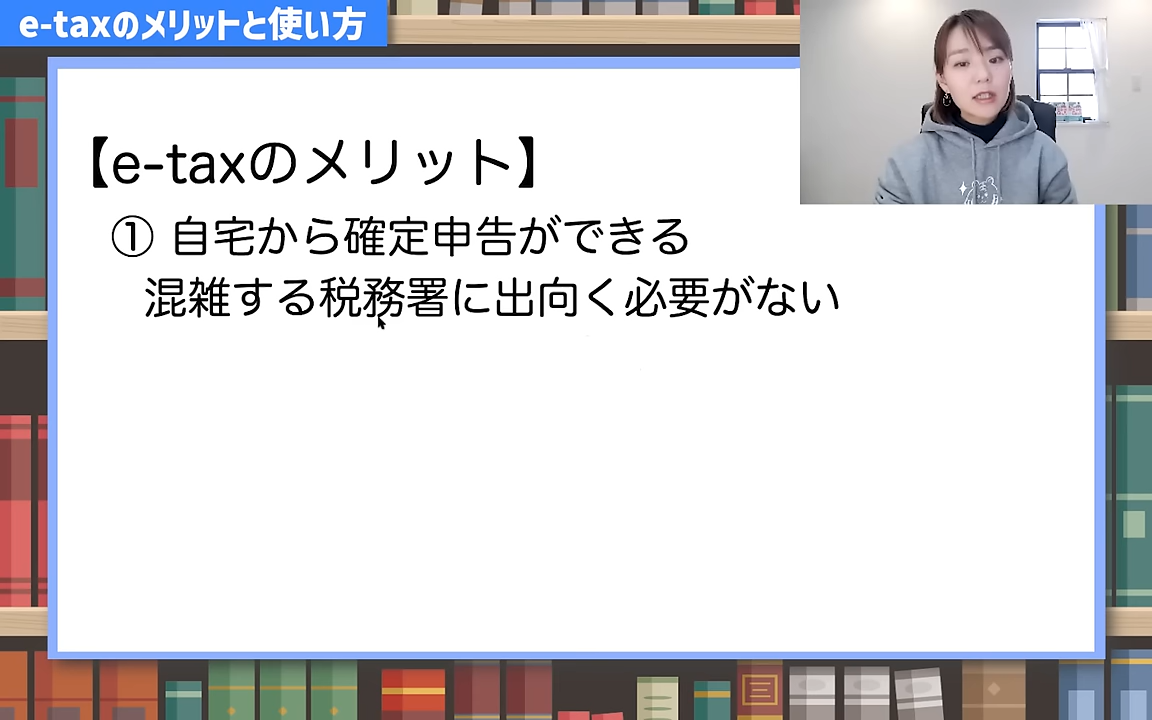 e-taxのメリットと使い方
【e-taxのメリット】
① 自宅から確定申告ができる
混雑する税務署に出向く必要がない